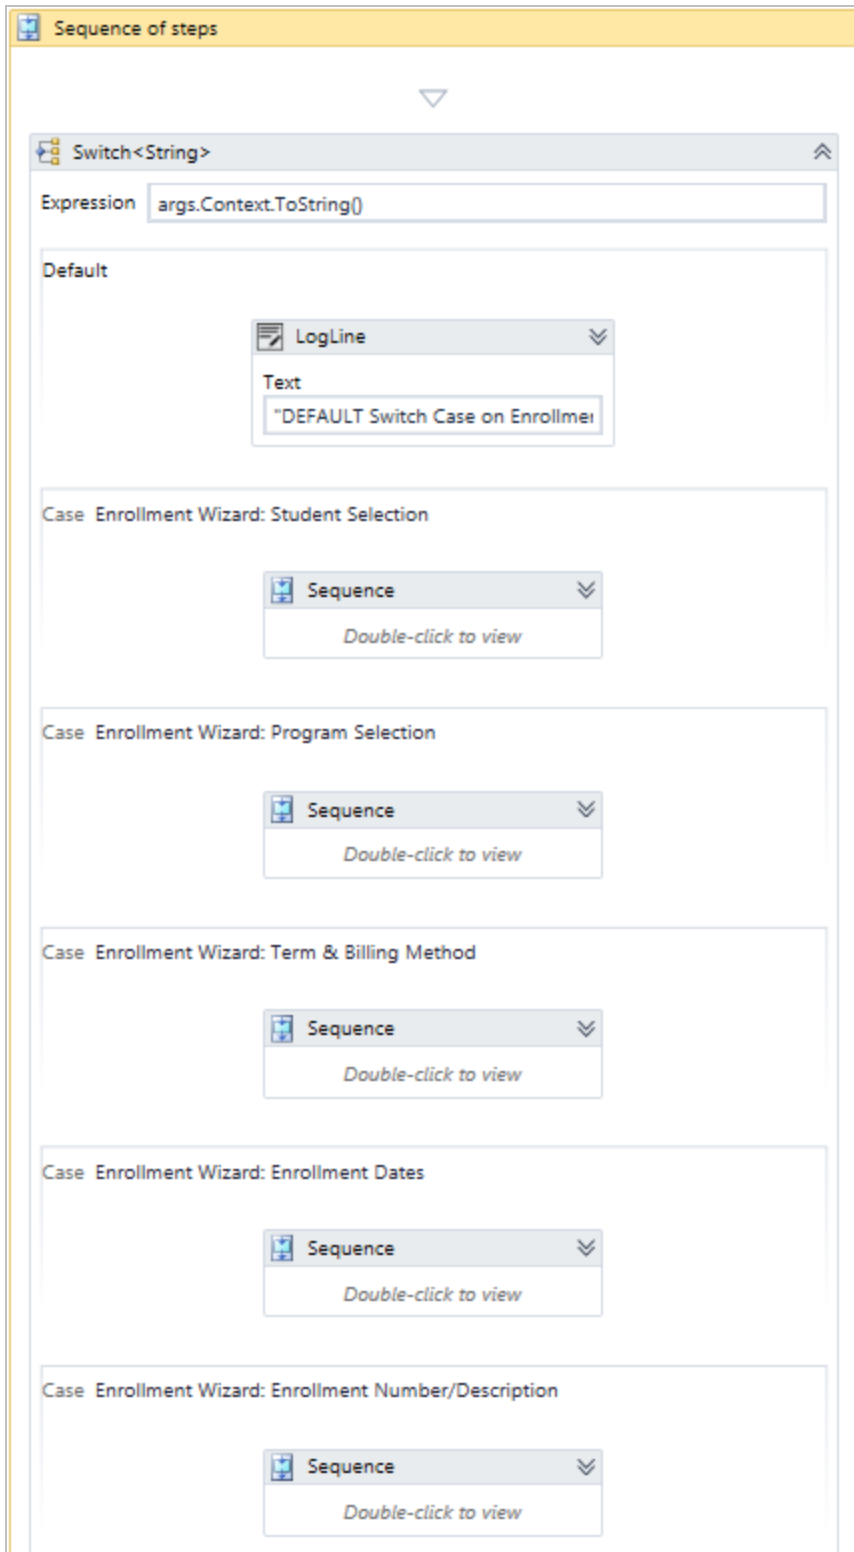 Sequence of steps
Switch<String>
Expression args.Context.ToString()
Default
LogLine
Text
"DEFAULT Switch Case on Enrollmer
Case Enrollment Wizard: Student Selection
Sequence
Double-click to view
Case Enrollment Wizard: Program Selection
Sequence
Double-click to view
Case Enrollment Wizard: Term & Billing Method
Sequence
Double-click to view
Case Enrollment Wizard: Enrollment Dates
Sequence
Double-click to view
Case Enrollment Wizard: Enrollment Number/Description
Sequence
Double-click to view